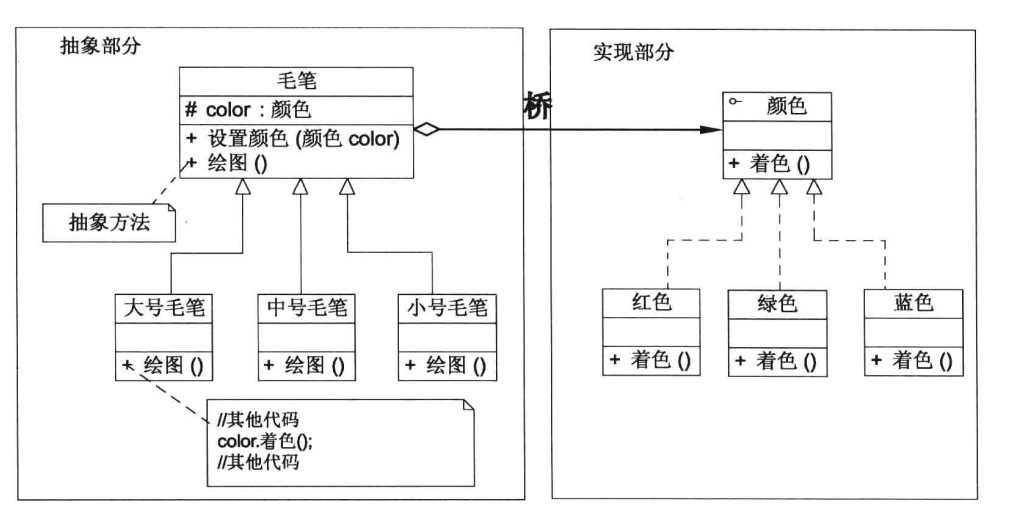 抽象部分
毛笔
# color : 颜色
+ 设置颜色 (颜色 color)
+ 绘图 ()
抽象方法
大号毛笔
+ 绘图 ()
中号毛笔
+ 绘图 ()
小号毛笔
+ 绘图 ()
//其他代码
color.着色();
//其他代码
桥
实现部分
颜色
+ 着色 ()
红色
+ 着色 ()
绿色
+ 着色 ()
蓝色
+ 着色 ()